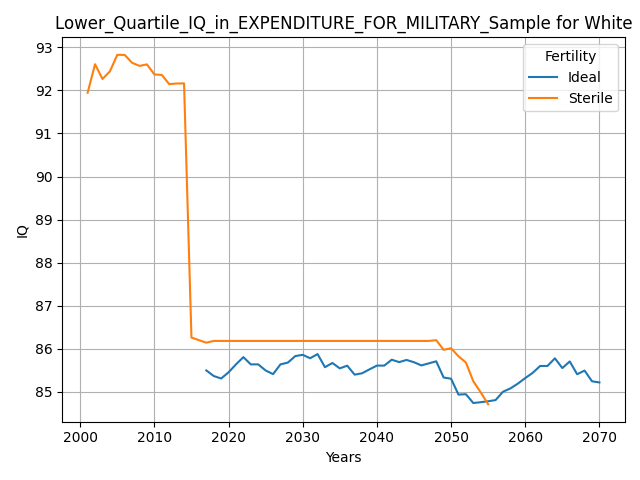 Lower_Quartile_IQ_in_EXPENDITURE_FOR_MILITARY_Sample for White
Fertility
Ideal
Sterile
93
92
91
90
89
88
87
86
85
IQ
2000 2010 2020 2030 2040 2050 2060 2070
Years